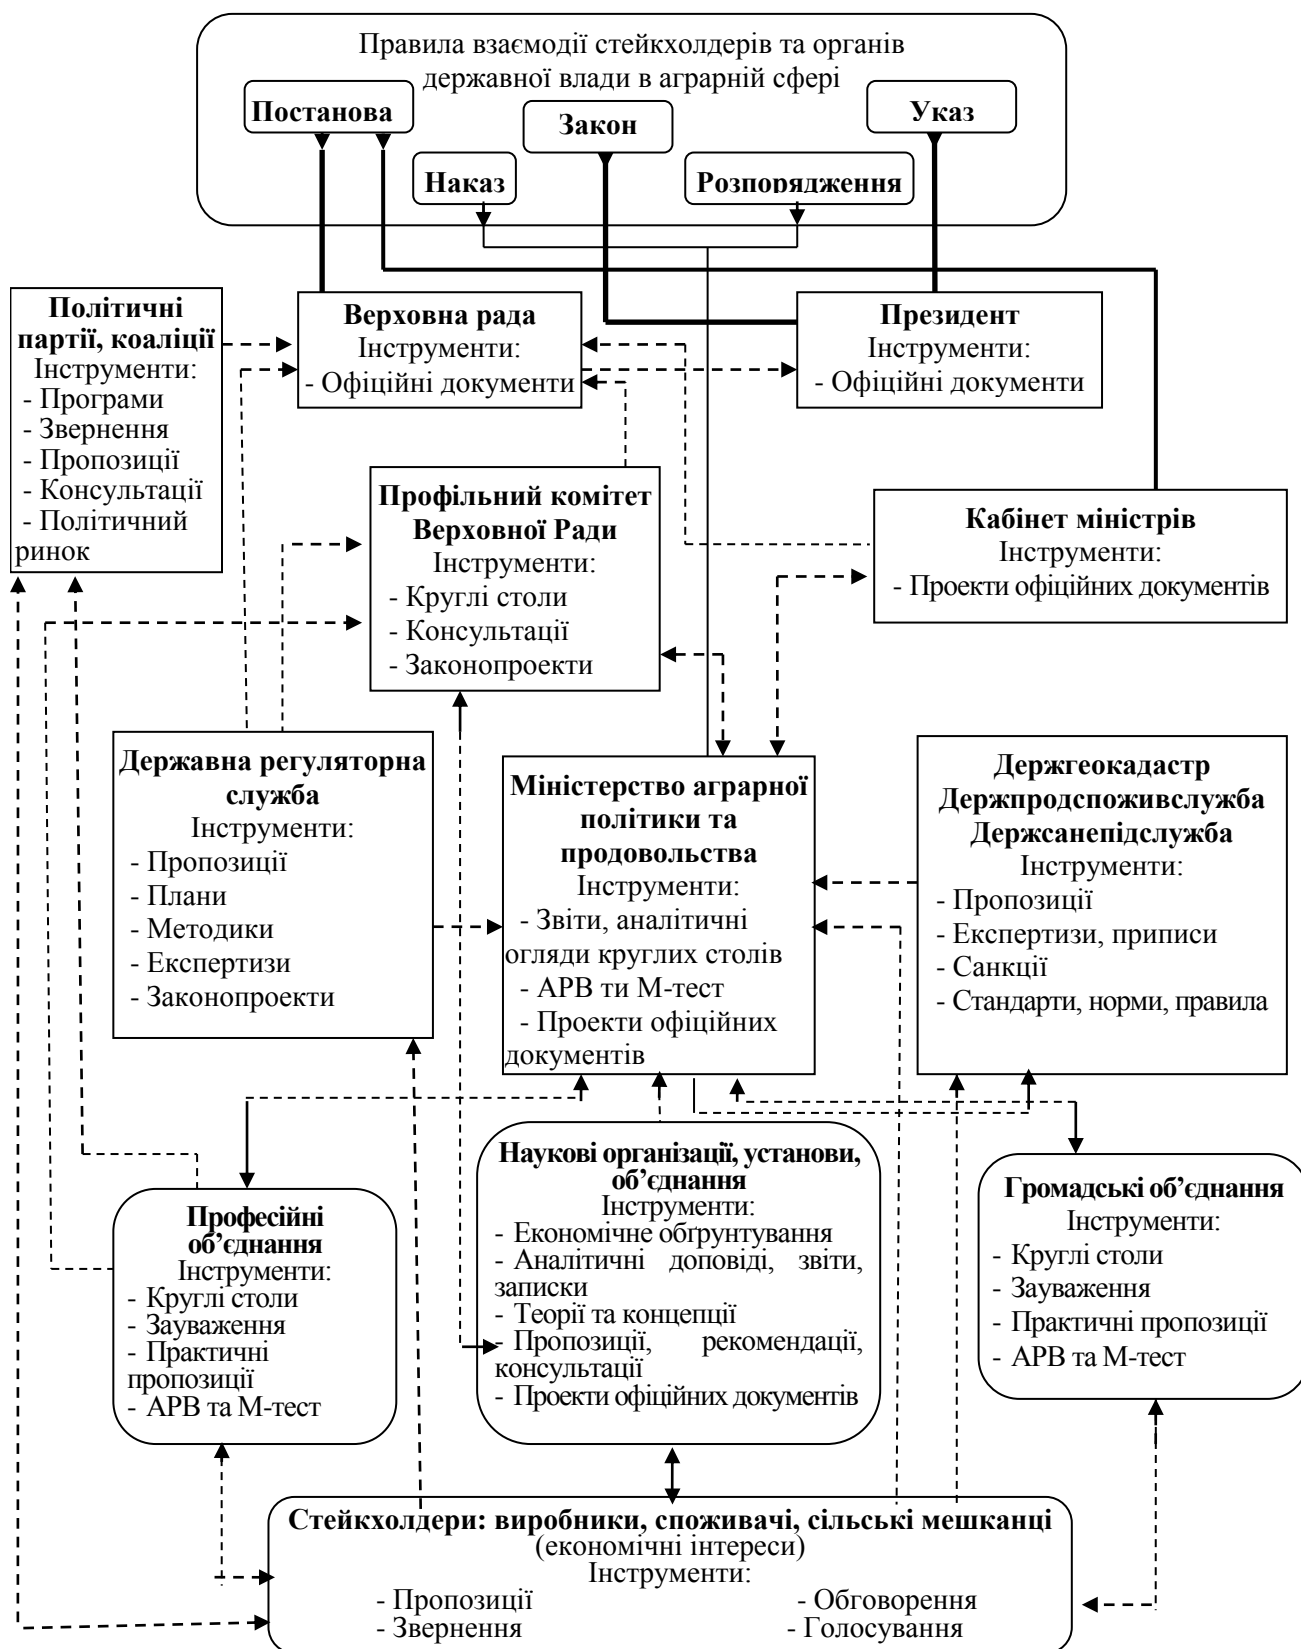 Правила взаємодії стейкхолдерів та органів
державної влади в аграрній сфері
Постанова
Закон
Указ
Наказ
Розпорядження
Політичні
партії, коаліції
Інструменти:
- Програми
- Звернення
- Пропозиції
- Консультації
- Політичний
ринок
Верховна рада
Інструменти:
- Офіційні документи
Президент
Інструменти:
- Офіційні документи
Профільний комітет
Верховної Ради
Інструменти:
- Круглі столи
- Консультації
- Законопроекти
Кабінет міністрів
Інструменти:
- Проекти офіційних документів
Державна регуляторна
служба
Інструменти:
- Пропозиції
- Плани
- Методики
- Експертизи
- Законопроекти
Міністерство аграрної
політики та
продовольства
Інструменти:
- Звіти, аналітичні
огляди круглих столів
- АРВ ти М-тест
- Проекти офіційних
документів
Держгеокадастр
Держпродспоживслужба
Держсанепідслужба
Інструменти:
- Пропозиції
- Експертизи, приписи
- Санкції
- Стандарти, норми, правила
Професійні
об’єднання
Інструменти:
- Круглі столи
- Зауваження
- Практичні
пропозиції
- АРВ та М-тест
Наукові організації, установи,
об’єднання
Інструменти:
- Економічне обґрунтування
- Аналітичні доповіді, звіти,
записки
- Теорії та концепції
- Пропозиції, рекомендації,
консультації
- Проекти офіційних документів
Громадські об’єднання
Інструменти:
- Круглі столи
- Зауваження
- Практичні пропозиції
- АРВ та М-тест
Стейкхолдери: виробники, споживачі, сільські мешканці
(економічні інтереси)
Інструменти:
- Пропозиції
- Звернення
- Обговорення
- Голосування